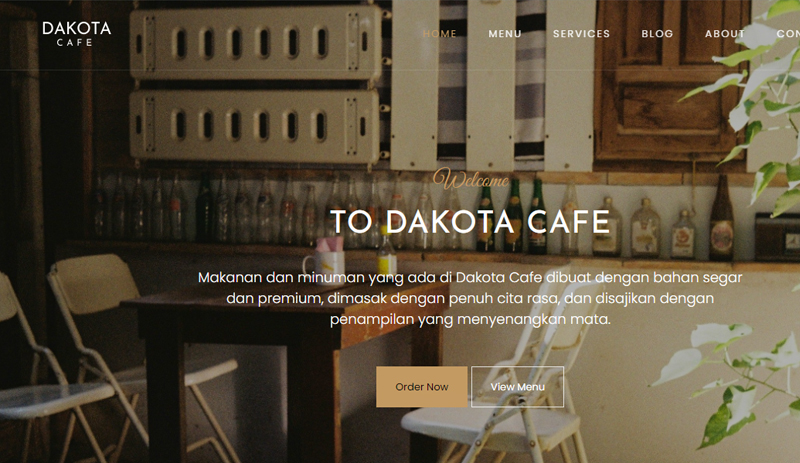 DAKOTA
CAFE
HOME MENU SERVICES BLOG ABOUT
Welcome
TO DAKOTA CAFE
Makanan dan minuman yang ada di Dakota Cafe dibuat dengan bahan segar
dan premium, dimasak dengan penuh cita rasa, dan disajikan dengan
penampilan yang menyenangkan mata.
Order Now View Menu